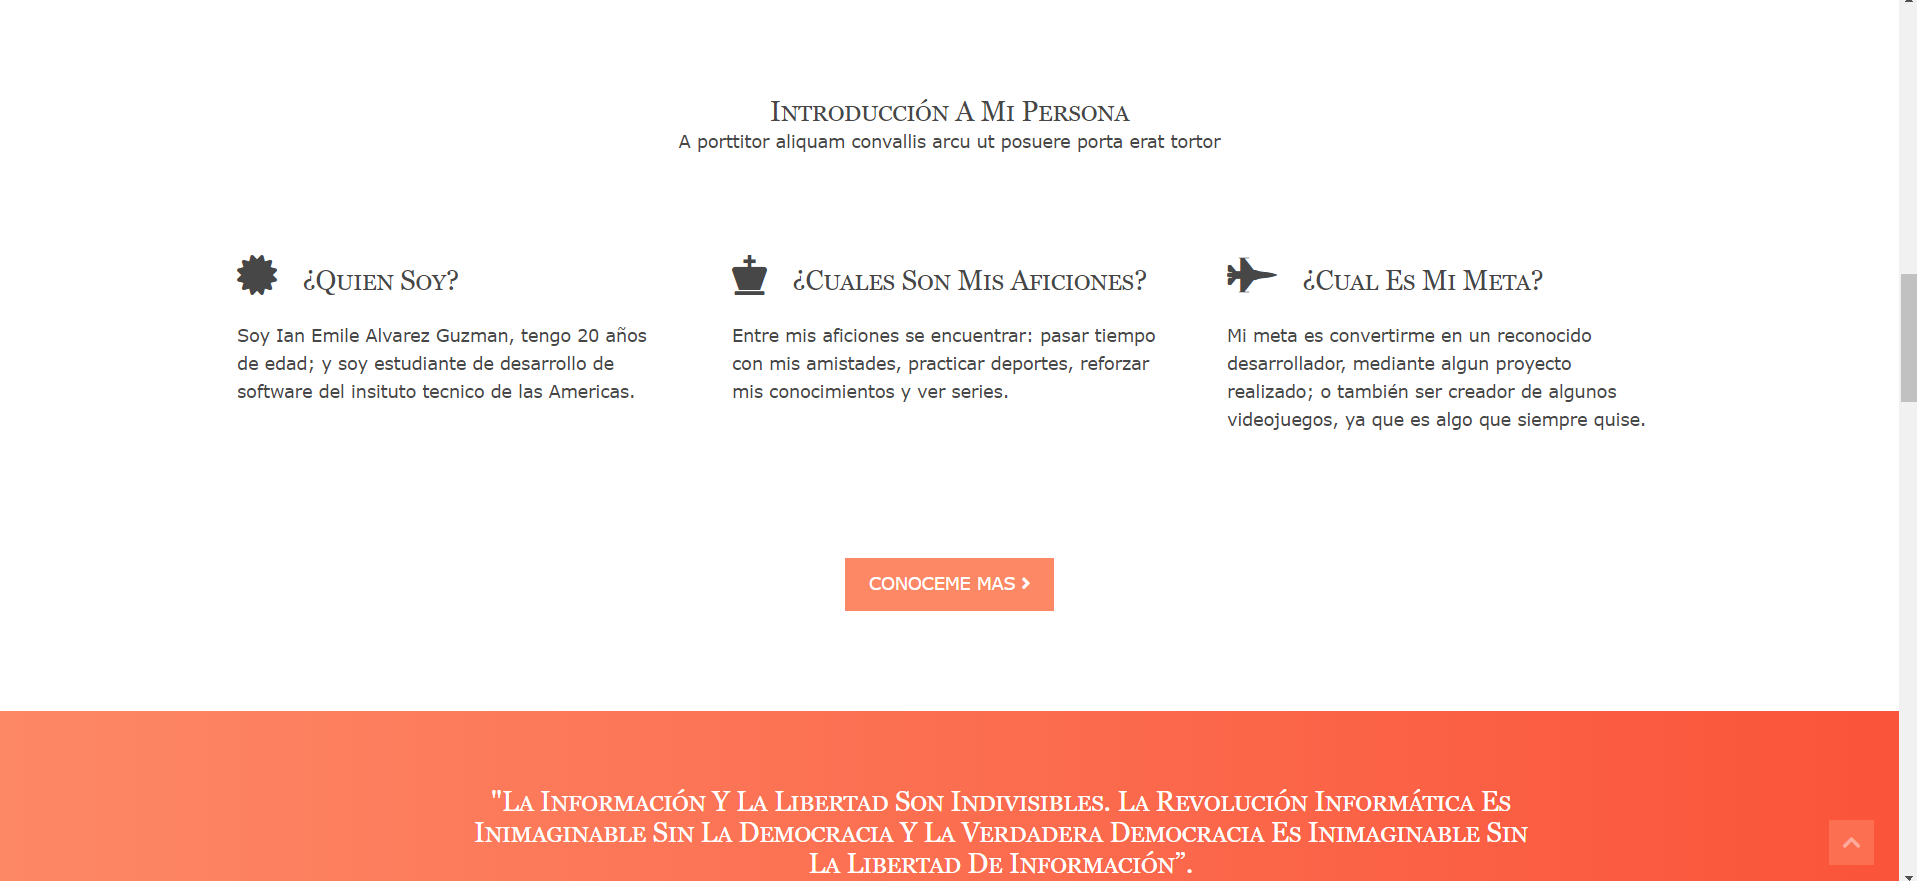 Introducción A Mi Persona
A porttitor aliquam convallis arcu ut posuere porta erat tortor
¿Quien Soy?
Soy Ian Emile Alvarez Guzman, tengo 20 años
de edad; y soy estudiante de desarrollo de
software del insituto tecnico de las Americas.
¿Cuales Son Mis Aficiones?
Entre mis aficiones se encuentrar: pasar tiempo
con mis amistades, practicar deportes, reforzar
mis conocimientos y ver series.
¿Cual Es Mi Meta?
Mi meta es convertirme en un reconocido
desarrollador, mediante algun proyecto
realizado; o también ser creador de algunos
videojuegos, ya que es algo que siempre quise.
CONOCEME MAS
"La Información Y La Libertad Son Indivisibles. La Revolución Informática Es
Inimaginable Sin La Democracia Y La Verdadera Democracia Es Inimaginable Sin
La Libertad De Información”.